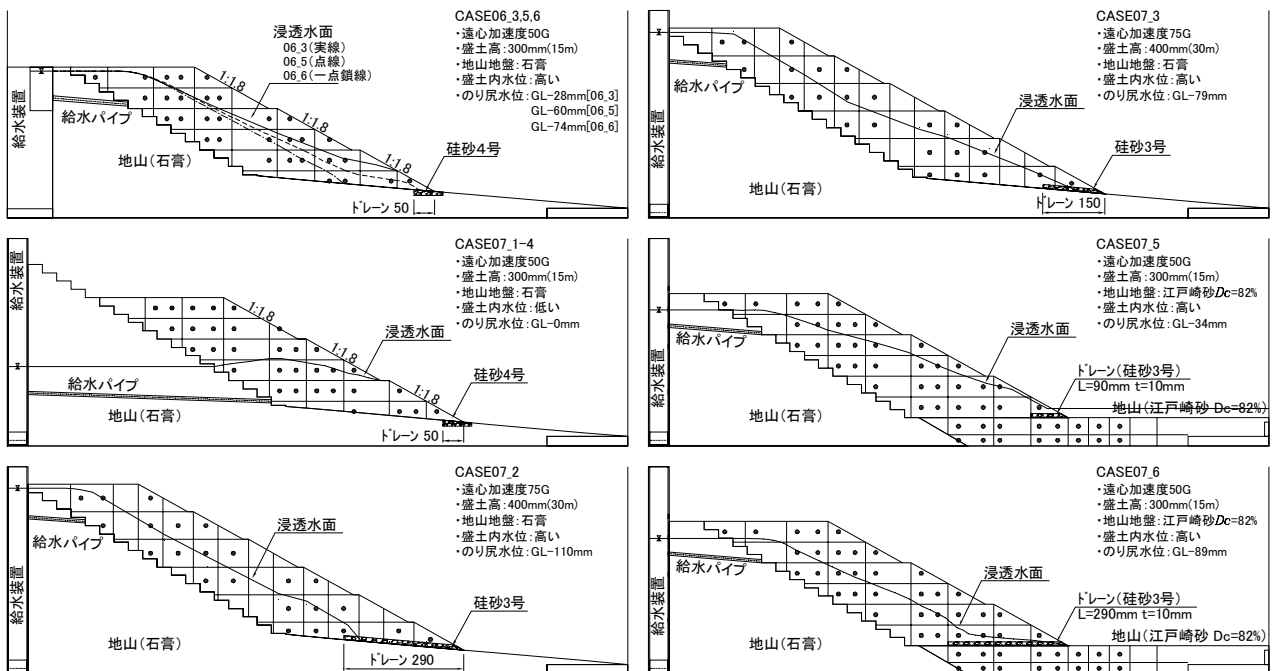 浸透水面
06_3(実線)
06_5(点線)
06_6(一点鎖線)
CASE06_3,5,6
・遠心加速度50G
・盛土高:300mm(15m)
・地山地盤:石膏
・盛土内水位:高い
・のり尻水位:GL-28mm[06_3]
GL-60mm[06_5]
GL-74mm[06_6]
給水装置
給水パイプ
地山(石膏)
1:1.8
1:1.8
1:1.8
硅砂4号
ドレーン 50
CASE07_3
・遠心加速度75G
・盛土高:400mm(30m)
・地山地盤:石膏
・盛土内水位:高い
・のり尻水位:GL-79mm
給水装置
給水パイプ
浸透水面
硅砂3号
地山(石膏)
ドレーン 150
CASE07_1-4
・遠心加速度50G
・盛土高:300mm(15m)
・地山地盤:石膏
・盛土内水位:低い
・のり尻水位:GL-0mm
給水装置
1:1.8
1:1.8
1:1.8
浸透水面
給水パイプ
硅砂4号
地山(石膏)
ドレーン 50
CASE07_5
・遠心加速度50G
・盛土高:300mm(15m)
・地山地盤:江戸崎砂Dc=82%
・盛土内水位:高い
・のり尻水位:GL-34mm
給水装置
給水パイプ
浸透水面
ドレーン(硅砂3号)
L=90mm t=10mm
地山(江戸崎砂 Dc=82%)
地山(石膏)
CASE07_2
・遠心加速度75G
・盛土高:400mm(30m)
・地山地盤:石膏
・盛土内水位:高い
・のり尻水位:GL-110mm
給水装置
給水パイプ
浸透水面
硅砂3号
地山(石膏)
ドレーン 290
CASE07_6
・遠心加速度50G
・盛土高:300mm(15m)
・地山地盤:江戸崎砂Dc=82%
・盛土内水位:高い
・のり尻水位:GL-89mm
給水装置
給水パイプ
浸透水面
ドレーン(硅砂3号)
L=290mm t=10mm
地山(江戸崎砂 Dc=82%)
地山(石膏)